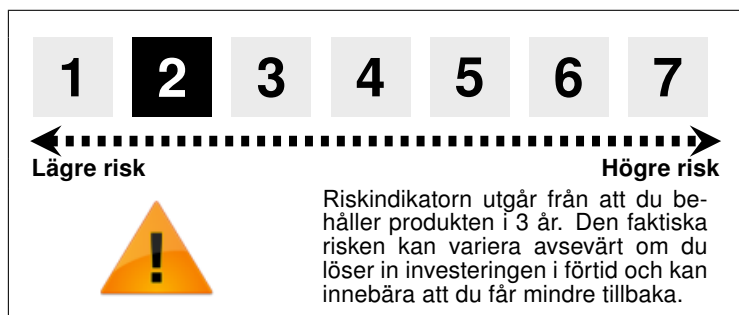 1 2 3 4 5 6 7
Lägre risk Högre risk
Riskindikatorn utgår från att du be-
håller produkten i 3 år. Den faktiska
risken kan variera avsevärt om du
löser in investeringen i förtid och kan
innebära att du får mindre tillbaka.
!